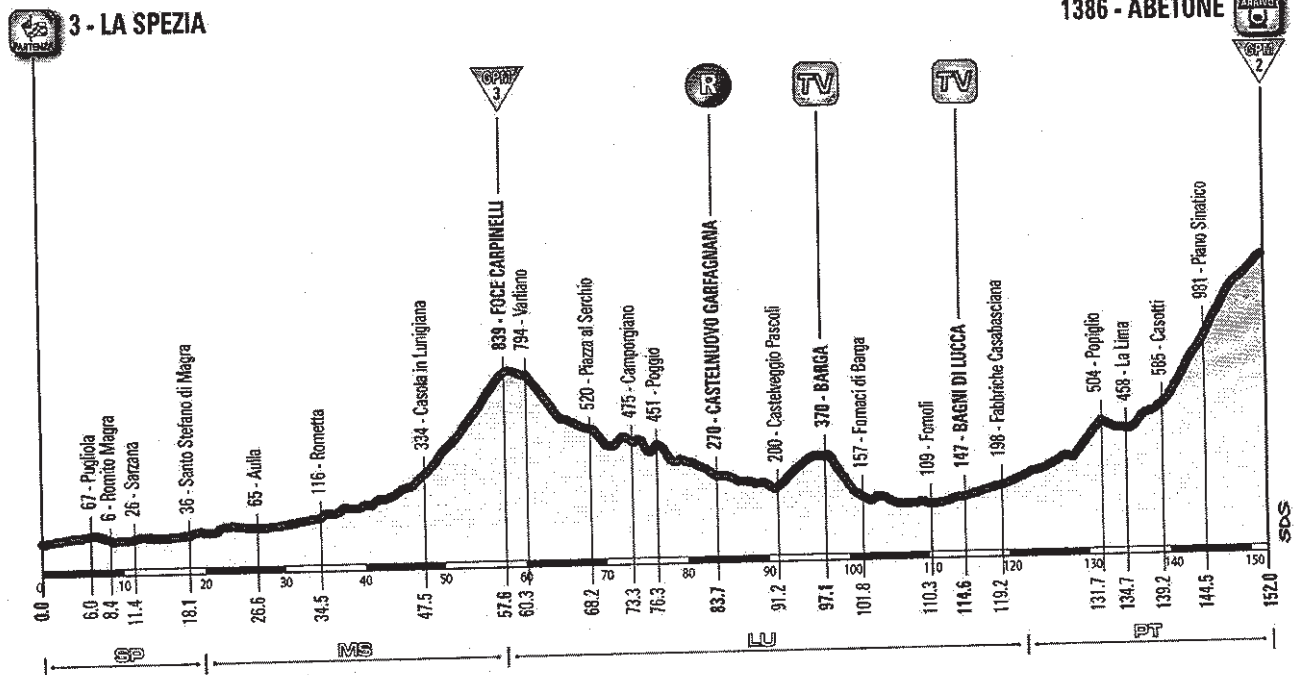 PARTENZA
3 - LA SPEZIA
1386 - ABETONE
ARRIVO
GPM
3
R
TV
TV
GPM
2
67 - Pugliola
6 - Romito Magra
26 - Sarzana
36 - Santo Stefano di Magra
65 - Aulla
116 - Rometta
334 - Casola in Lunigiana
839 - FOCE CARPINELLI
794 - Varliano
520 - Piazza al Serchio
475 - Camporgiano
451 - Poggio
270 - CASTELNUOVO GARFAGNANA
200 - Castelveggio Pascoli
370 - BARGA
157 - Fornaci di Barga
109 - Fornoli
147 - BAGNI DI LUCCA
198 - Fabbriche Casabasciana
504 - Popiglio
458 - La Lima
585 - Casotti
981 - Piano Sinatico
SDS
0 10 20 30 40 50 60 70 80 90 100 110 120 130 140 150
0.0 6.0 8.4 11.4 18.1 26.6 34.5 47.5 57.6 60.3 68.2 73.3 76.3 83.7 91.2 97.1 101.8 110.3 114.6 119.2 131.7 134.7 139.2 144.5 152.0
SP MS LU PT